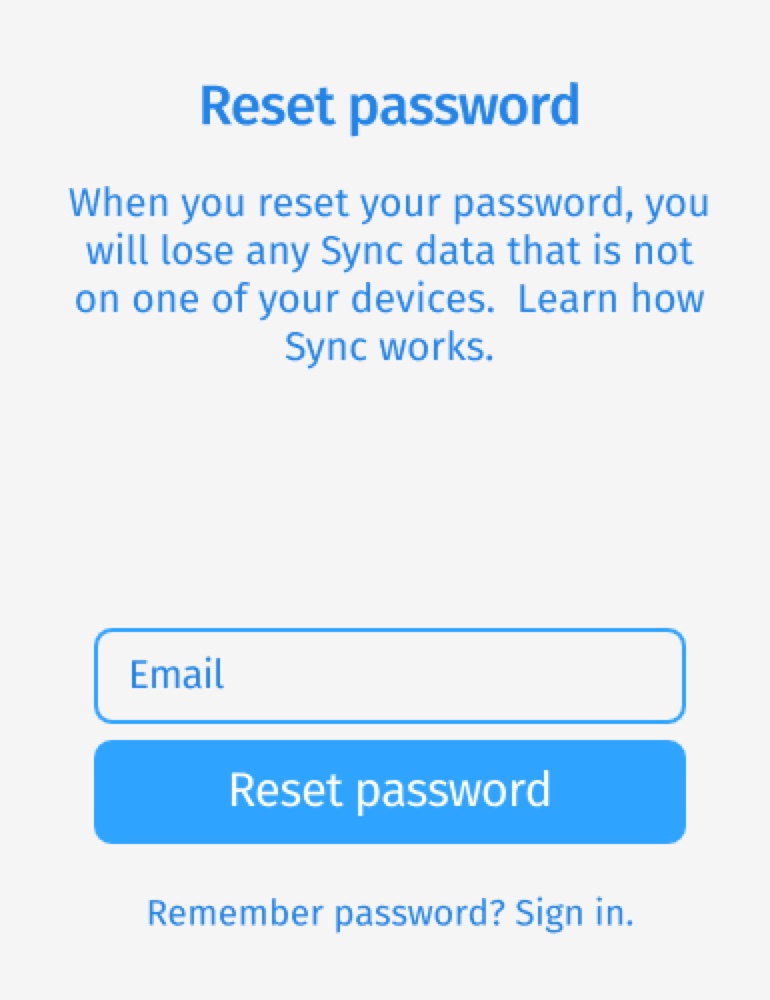 Reset password
When you reset your password, you
will lose any Sync data that is not
on one of your devices.  Learn how
Sync works.
Email
Reset password
Remember password? Sign in.